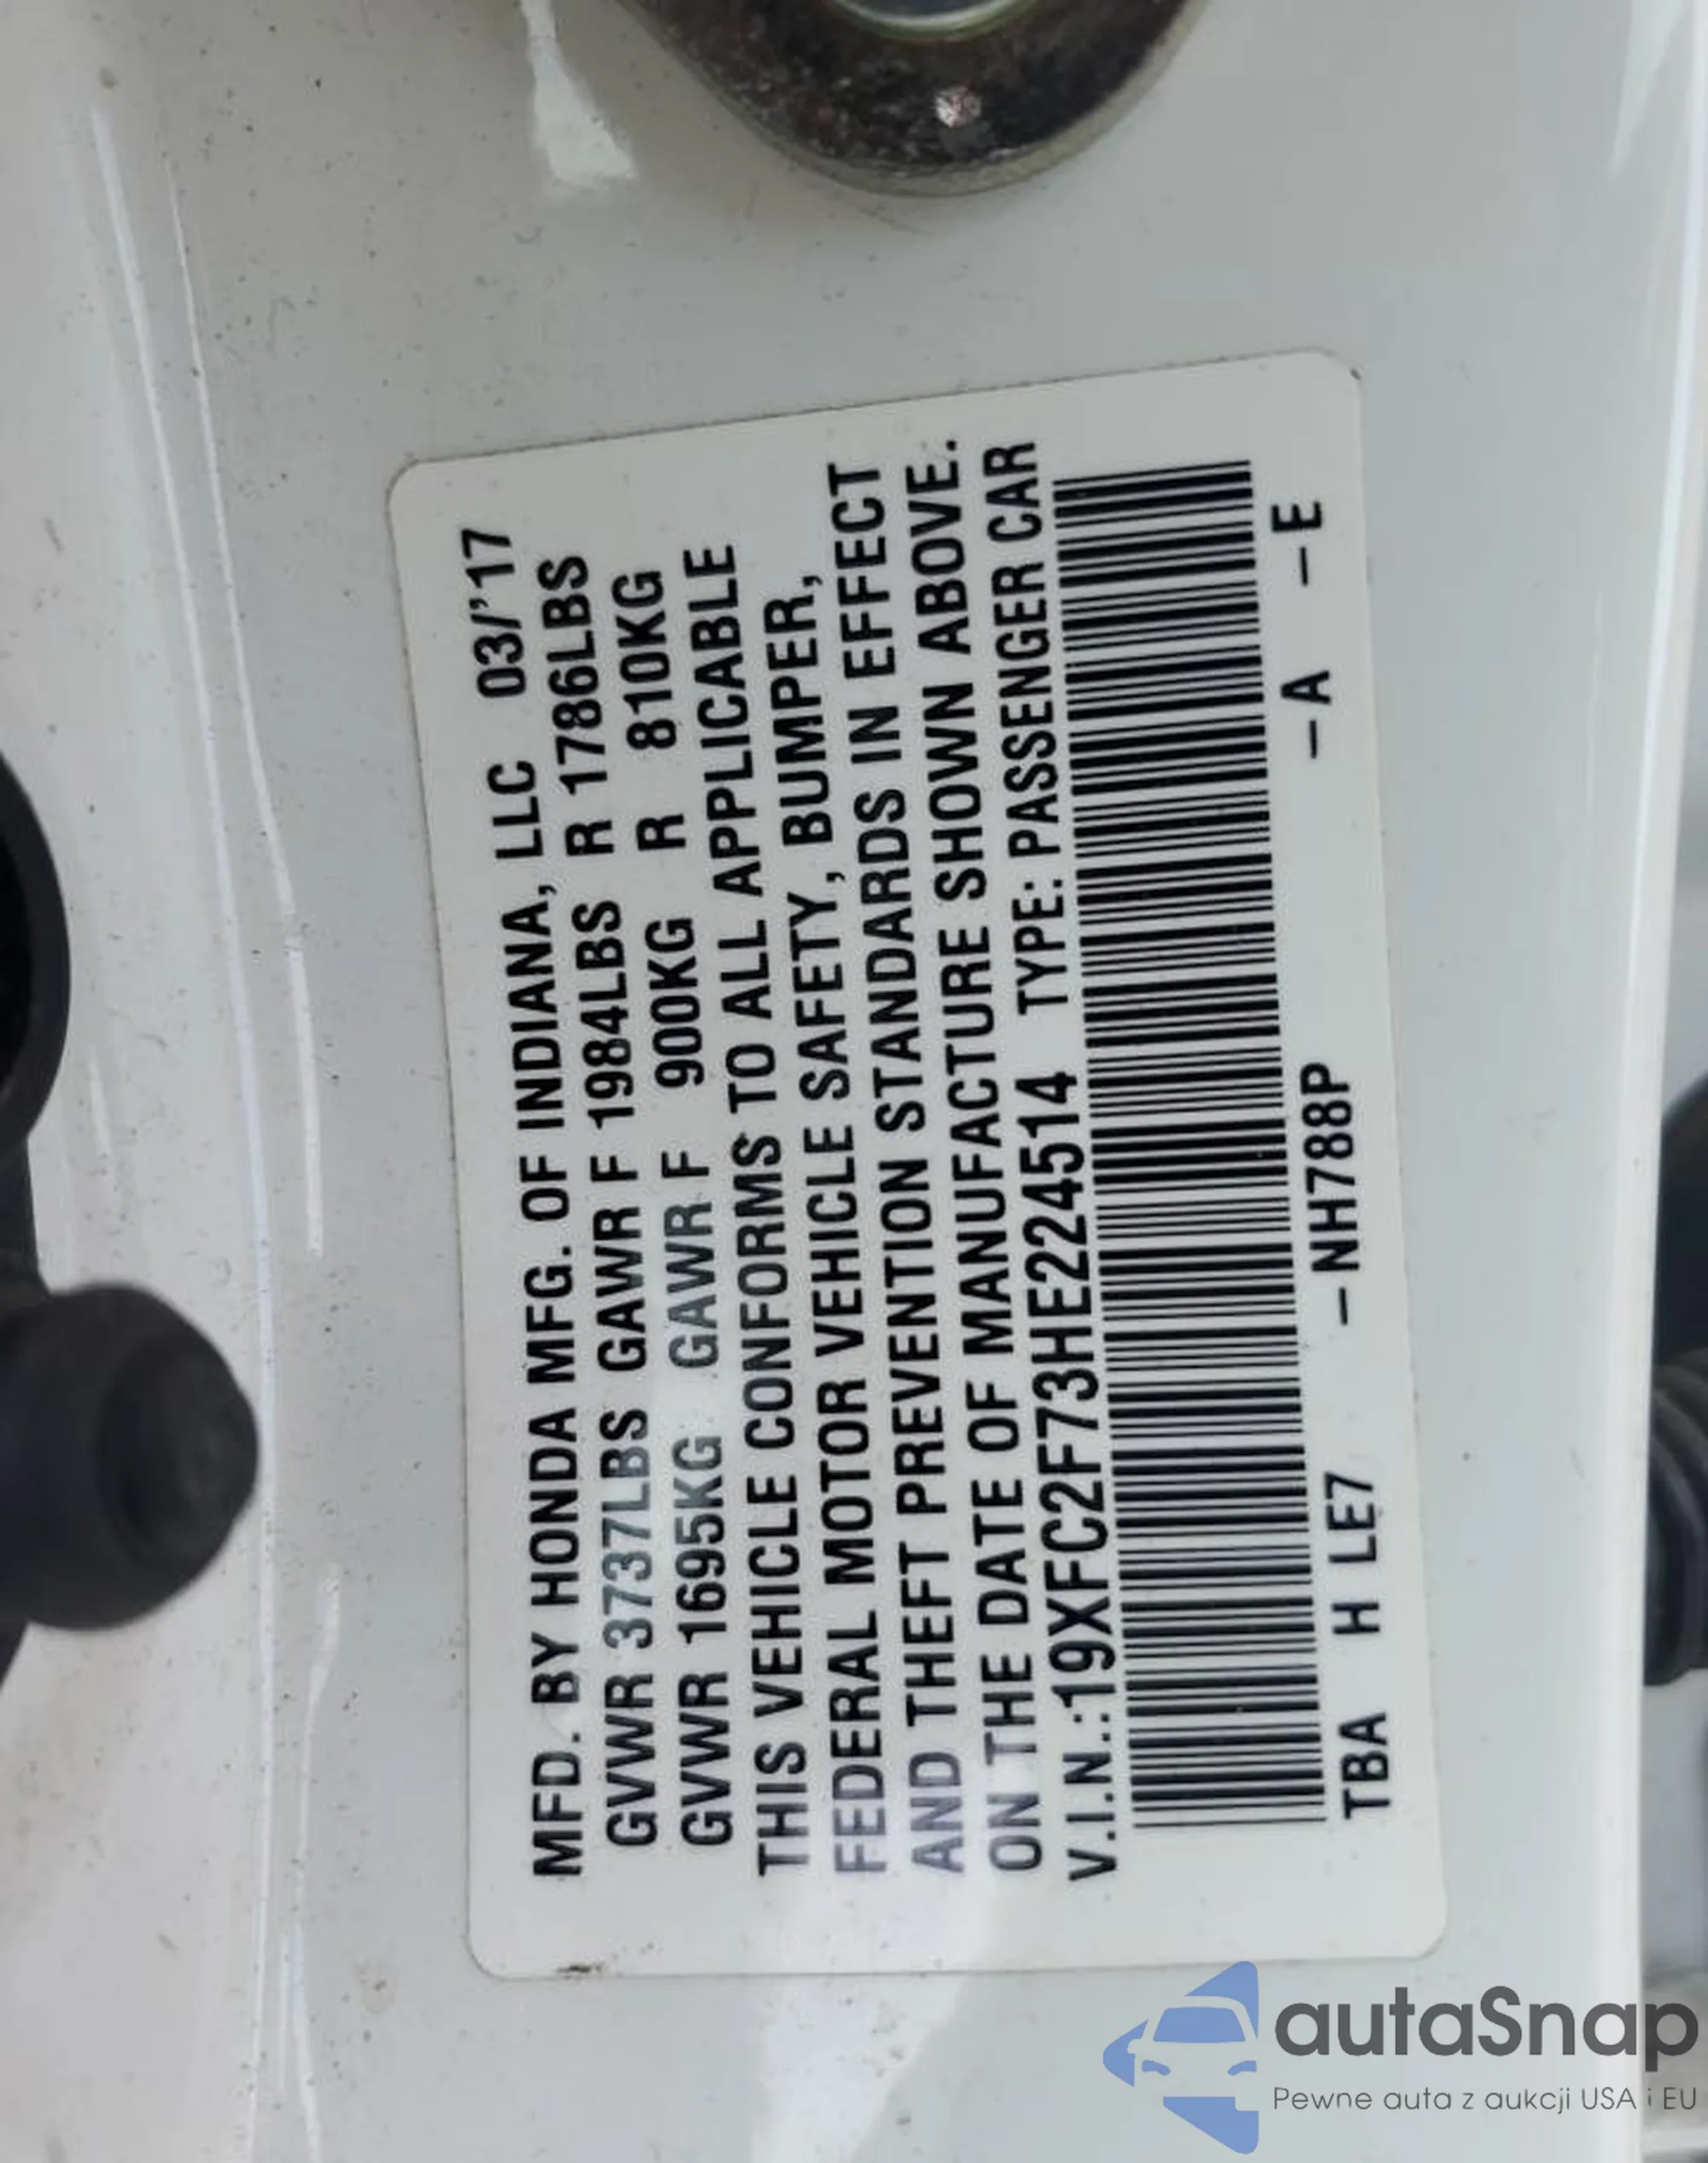 MFD. BY HONDA MFG. OF INDIANA, LLC 03/'17
GVWR 3737LBS GAWR F 1984LBS R 1786LBS
GVWR 1695KG GAWR F 900KG R 810KG
THIS VEHICLE CONFORMS TO ALL APPLICABLE
FEDERAL MOTOR VEHICLE SAFETY, BUMPER,
AND THEFT PREVENTION STANDARDS IN EFFECT
ON THE DATE OF MANUFACTURE SHOWN ABOVE.
V.I.N.:19XFC2F73HE224514 TYPE: PASSENGER CAR
TBA H LE7 –NH788P –A –E
autaSnap
Pewne auta z aukcji USA i EU